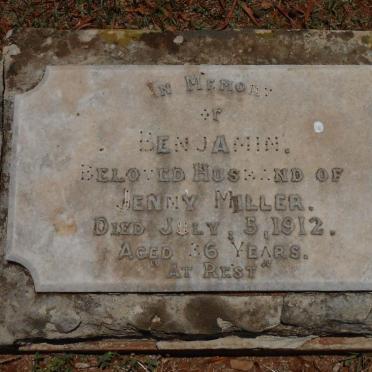 In Memory
of
Benjamin.
Beloved Husband of
Jenny Miller.
Died July, 5, 1912.
Aged 36 Years.
"At Rest"